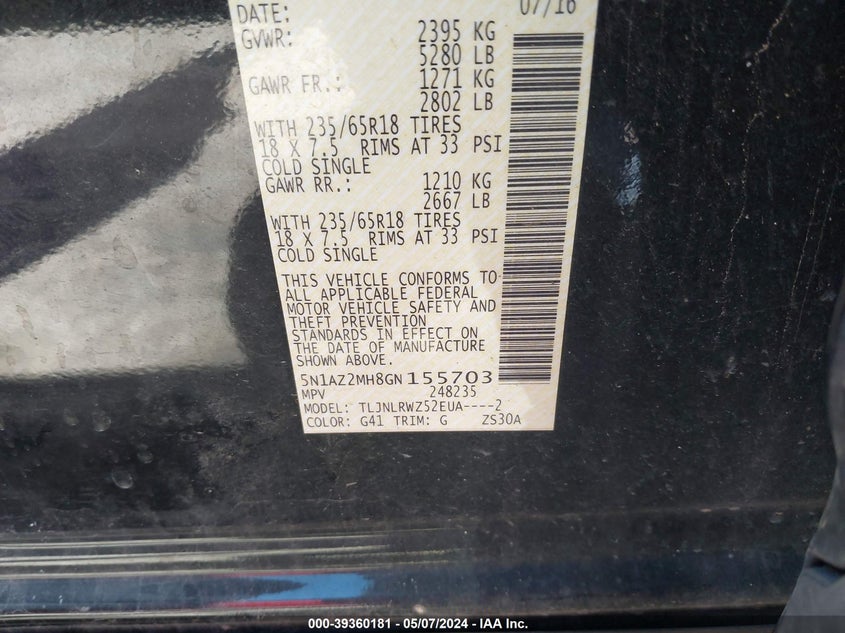 DATE: 07/16
GVWR: 2395 KG
5280 LB
GAWR FR.: 1271 KG
2802 LB
WITH 235/65R18 TIRES
18 X 7.5 RIMS AT 33 PSI
COLD SINGLE
GAWR RR.: 1210 KG
2667 LB
WITH 235/65R18 TIRES
18 X 7.5 RIMS AT 33 PSI
COLD SINGLE
THIS VEHICLE CONFORMS TO
ALL APPLICABLE FEDERAL
MOTOR VEHICLE SAFETY AND
THEFT PREVENTION
STANDARDS IN EFFECT ON
THE DATE OF MANUFACTURE
SHOWN ABOVE.
5N1AZ2MH8GN155703
MPV 248235
MODEL: TLJNLRWZ52EUA----2
COLOR: G41 TRIM: G ZS30A
000-39360181 - 05/07/2024 - IAA Inc.